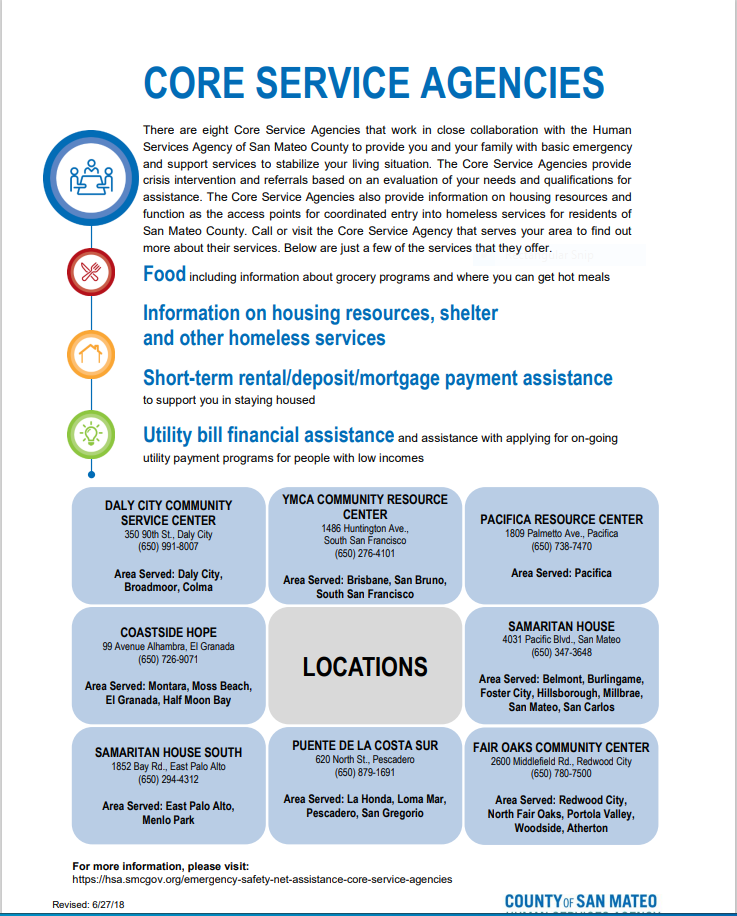 CORE SERVICE AGENCIES
There are eight Core Service Agencies that work in close collaboration with the Human
Services Agency of San Mateo County to provide you and your family with basic emergency
and support services to stabilize your living situation. The Core Service Agencies provide
crisis intervention and referrals based on an evaluation of your needs and qualifications for
assistance. The Core Service Agencies also provide information on housing resources and
function as the access points for coordinated entry into homeless services for residents of
San Mateo County. Call or visit the Core Service Agency that serves your area to find out
more about their services. Below are just a few of the services that they offer.
Food including information about grocery programs and where you can get hot meals
Information on housing resources, shelter
and other homeless services
Short-term rental/deposit/mortgage payment assistance
to support you in staying housed
Utility bill financial assistance and assistance with applying for on-going
utility payment programs for people with low incomes
DALY CITY COMMUNITY
SERVICE CENTER
350 90th St., Daly City
(650) 991-8007
Area Served: Daly City,
Broadmoor, Colma
YMCA COMMUNITY RESOURCE
CENTER
1486 Huntington Ave.,
South San Francisco
(650) 276-4101
Area Served: Brisbane, San Bruno,
South San Francisco
PACIFICA RESOURCE CENTER
1809 Palmetto Ave., Pacifica
(650) 738-7470
Area Served: Pacifica
COASTSIDE HOPE
99 Avenue Alhambra, El Granada
(650) 726-9071
Area Served: Montara, Moss Beach,
El Granada, Half Moon Bay
LOCATIONS
SAMARITAN HOUSE
4031 Pacific Blvd., San Mateo
(650) 347-3648
Area Served: Belmont, Burlingame,
Foster City, Hillsborough, Millbrae,
San Mateo, San Carlos
SAMARITAN HOUSE SOUTH
1852 Bay Rd., East Palo Alto
(650) 294-4312
Area Served: East Palo Alto,
Menlo Park
PUENTE DE LA COSTA SUR
620 North St., Pescadero
(650) 879-1691
Area Served: La Honda, Loma Mar,
Pescadero, San Gregorio
FAIR OAKS COMMUNITY CENTER
2600 Middlefield Rd., Redwood City
(650) 780-7500
Area Served: Redwood City,
North Fair Oaks, Portola Valley,
Woodside, Atherton
For more information, please visit:
https://hsa.smcgov.org/emergency-safety-net-assistance-core-service-agencies
Revised: 6/27/18
COUNTY OF SAN MATEO